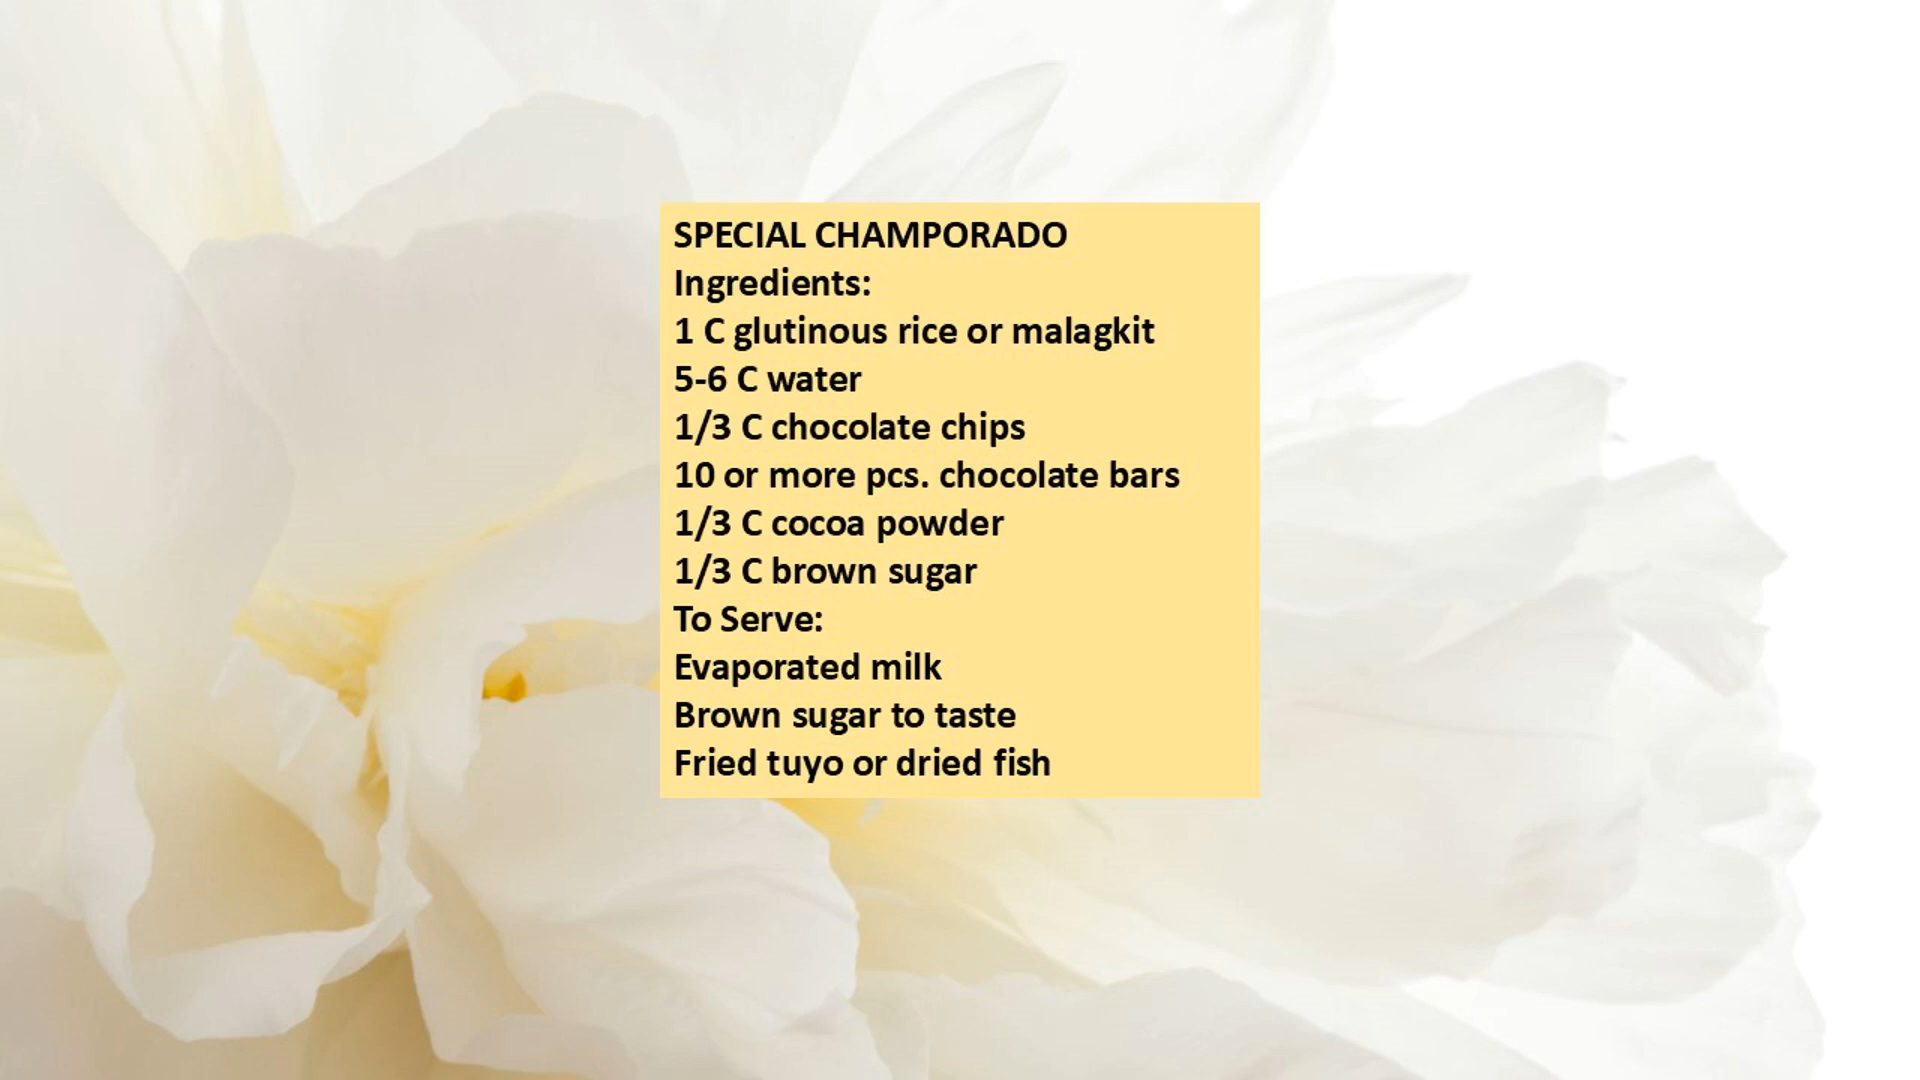 SPECIAL CHAMPORADO
Ingredients:
1 C glutinous rice or malagkit
5-6 C water
1/3 C chocolate chips
10 or more pcs. chocolate bars
1/3 C cocoa powder
1/3 C brown sugar
To Serve:
Evaporated milk
Brown sugar to taste
Fried tuyo or dried fish